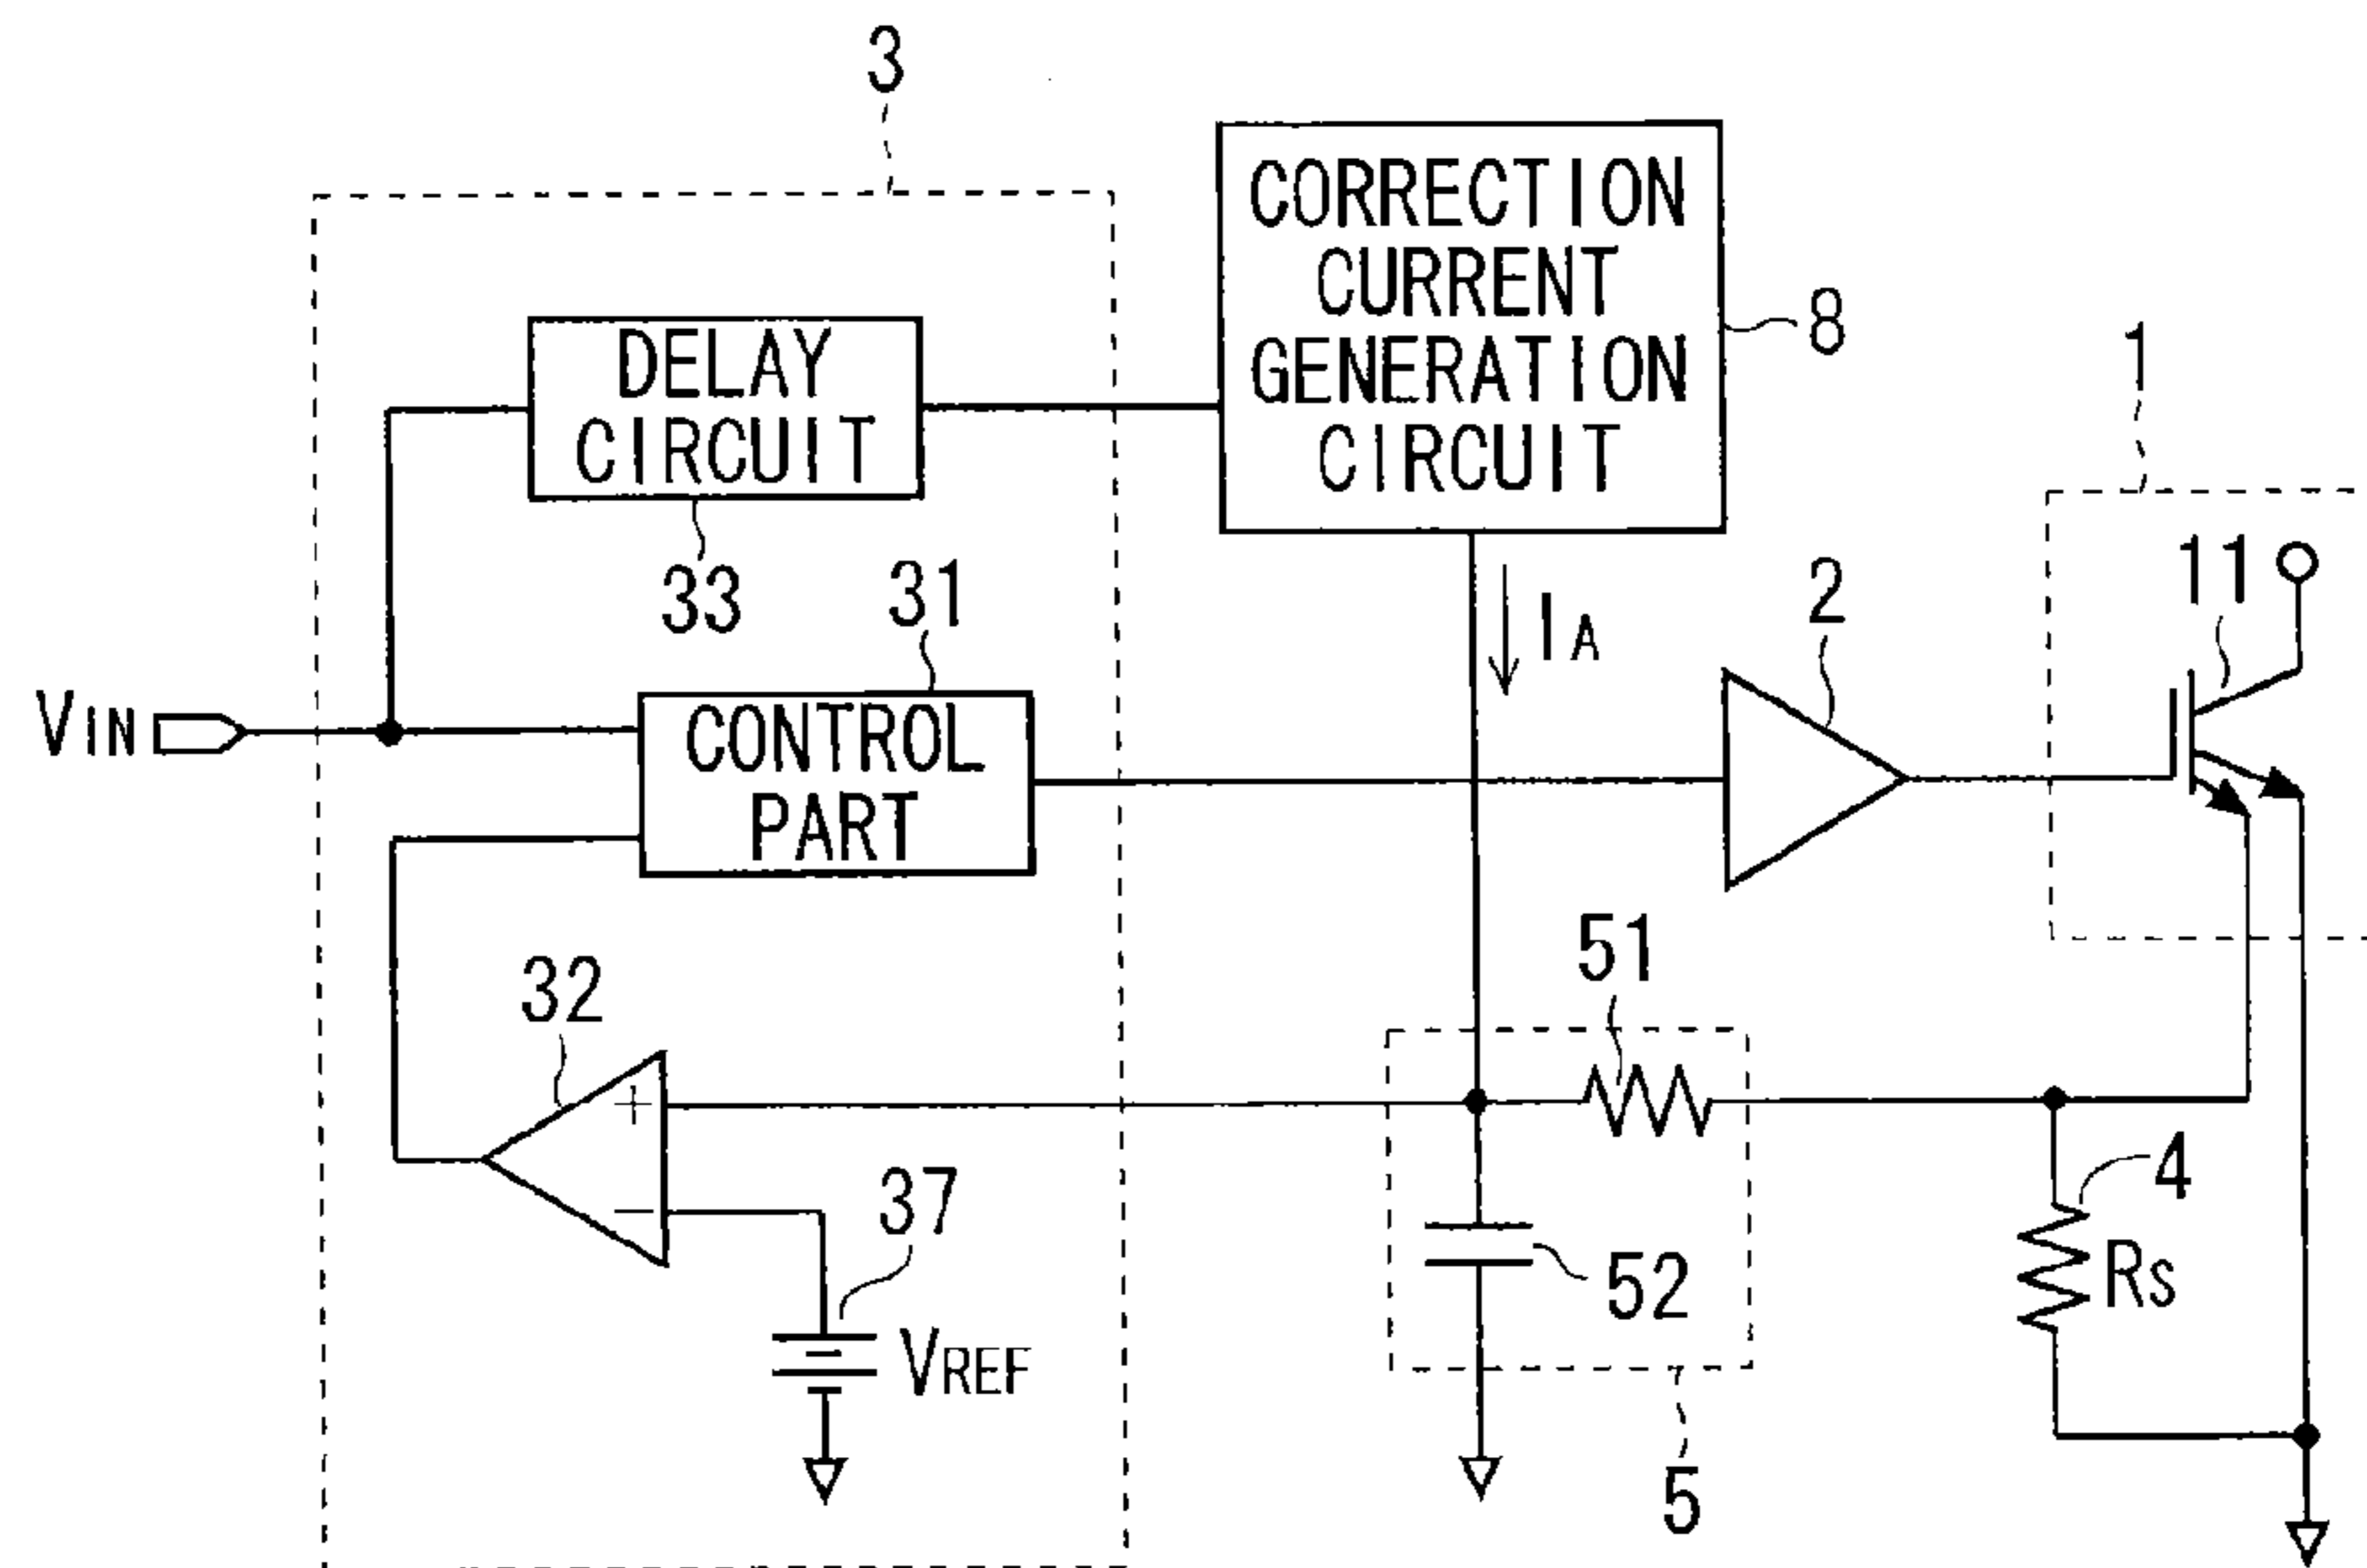 3
CORRECTION
CURRENT
GENERATION
CIRCUIT
8
DELAY
CIRCUIT
33
1
11
31
IA
2
VIN
CONTROL
PART
51
32
37
4
RS
52
VREF
5
+
−